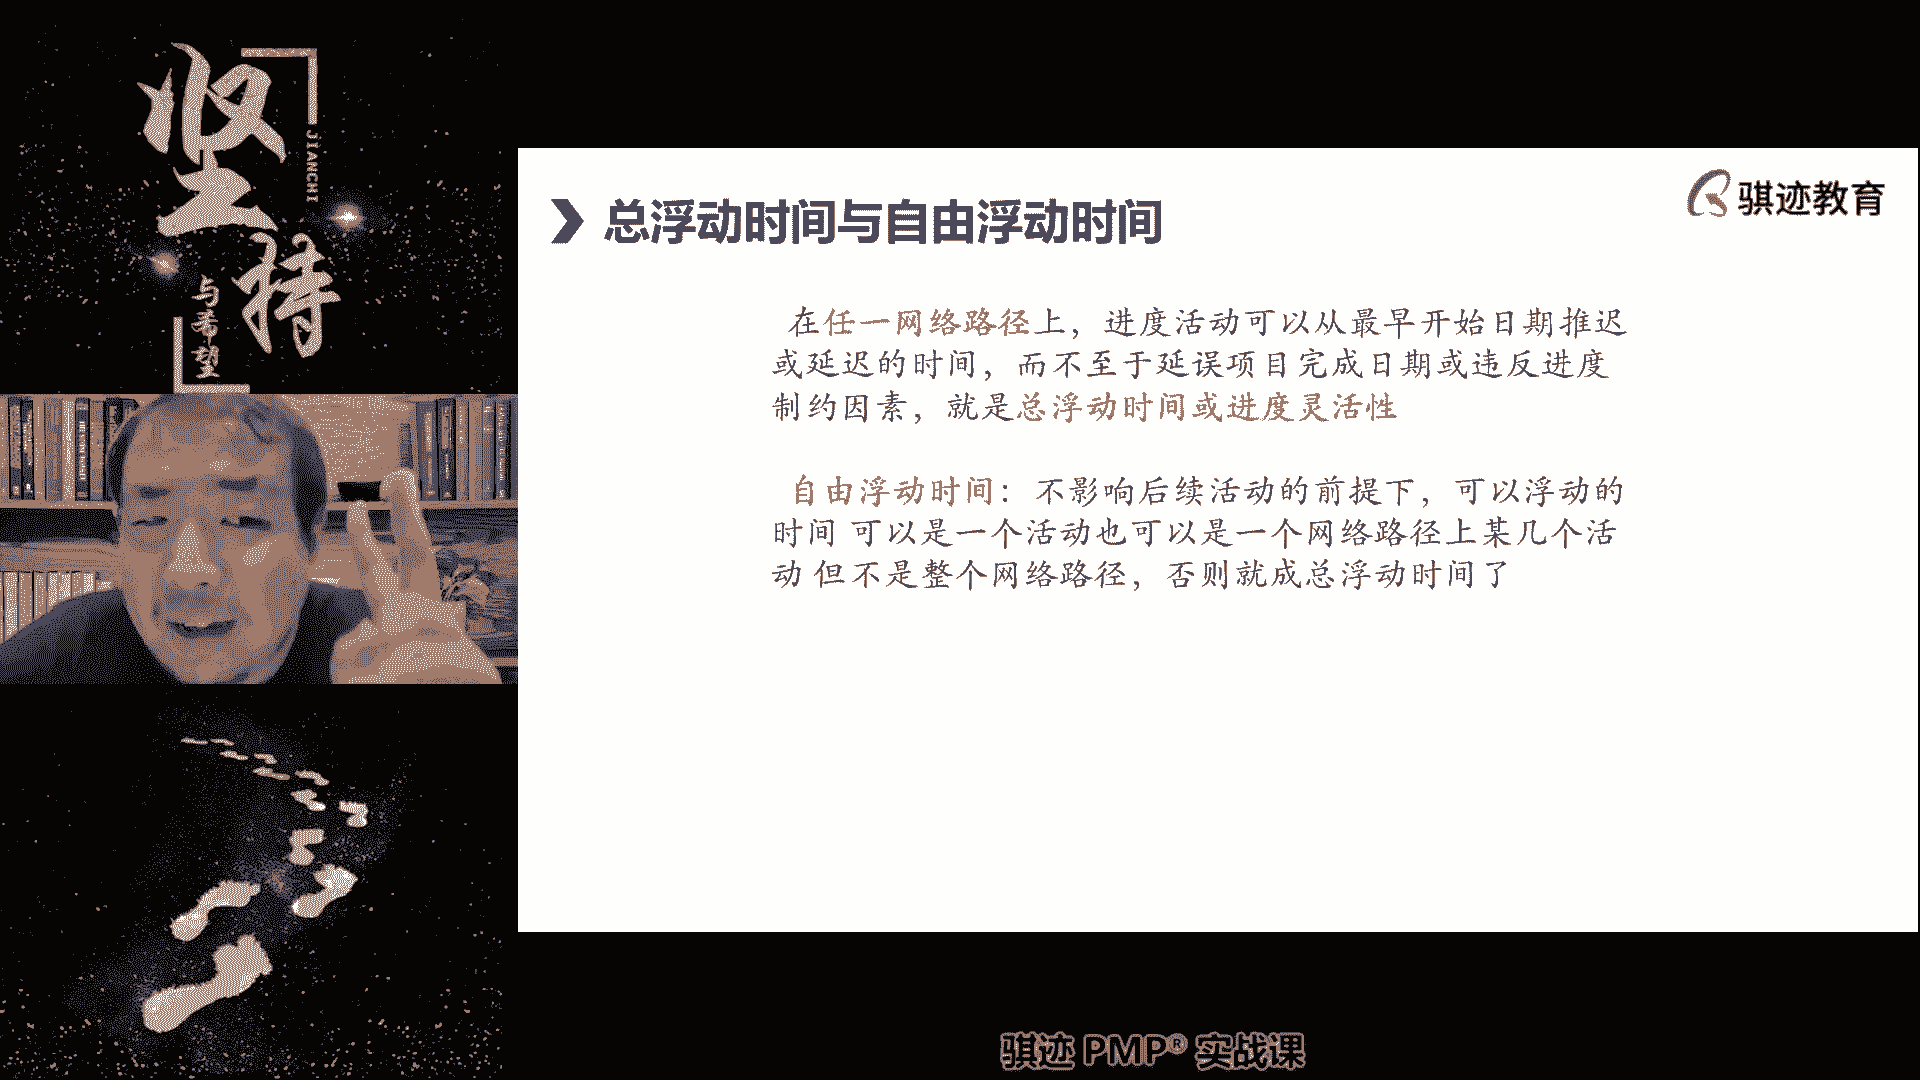 坚持
JIANCHI
与希望
骐迹教育
总浮动时间与自由浮动时间
在任一网络路径上，进度活动可以从最早开始日期推迟
或延迟的时间，而不至于延误项目完成日期或违反进度
制约因素，就是总浮动时间或进度灵活性
自由浮动时间：不影响后续活动的前提下，可以浮动的
时间 可以是一个活动也可以是一个网络路径上某几个活
动 但不是整个网络路径，否则就成总浮动时间了
骐迹 PMP® 实战课